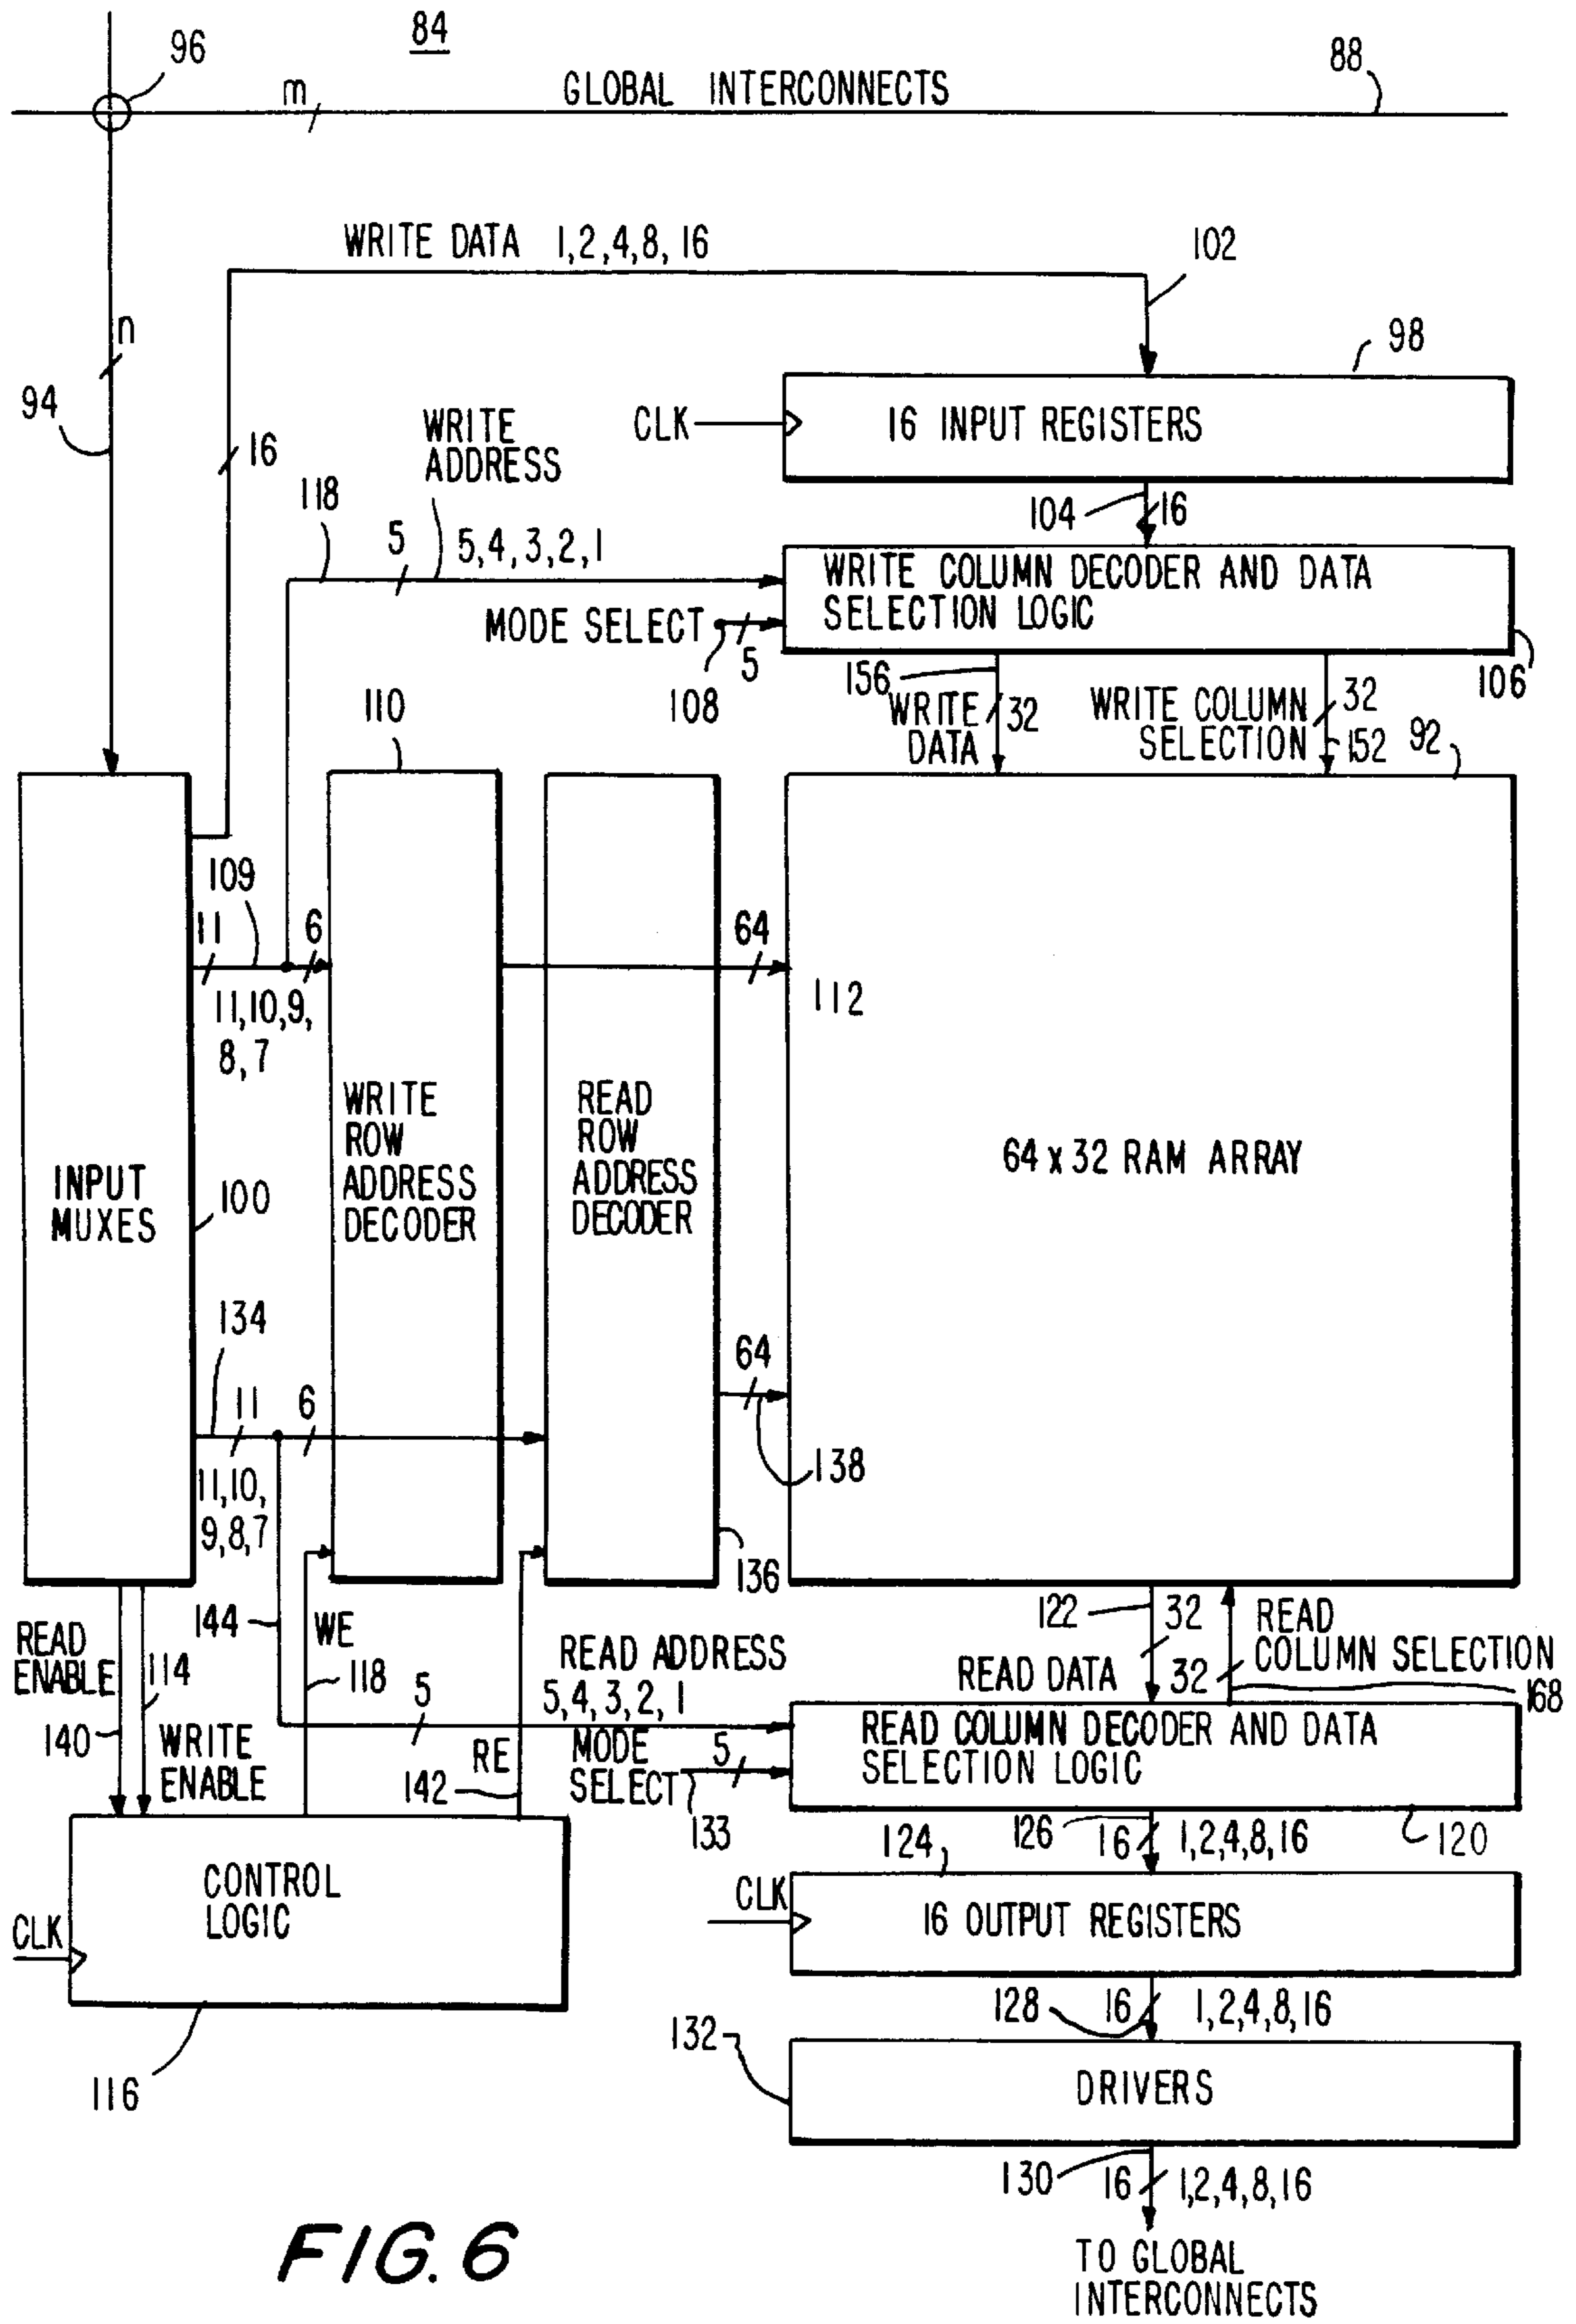 84
96
88
m
GLOBAL INTERCONNECTS
WRITE DATA 1,2,4,8,16
102
n
98
94
16
WRITE
ADDRESS
CLK
16 INPUT REGISTERS
118
5
5,4,3,2,1
104
16
WRITE COLUMN DECODER AND DATA
SELECTION LOGIC
MODE SELECT
5
108
106
156
WRITE
DATA
32
WRITE COLUMN
SELECTION
32
152
92
110
109
11
6
11,10,9,
8,7
64
112
INPUT
MUXES
100
WRITE
ROW
ADDRESS
DECODER
READ
ROW
ADDRESS
DECODER
64 x 32 RAM ARRAY
134
11
6
11,10,
9,8,7
64
138
136
READ
ENABLE
140
114
WRITE
ENABLE
144
WE
118
5
RE
142
READ ADDRESS
5,4,3,2,1
MODE
SELECT
5
133
122
32
READ DATA
32
READ
COLUMN SELECTION
168
READ COLUMN DECODER AND DATA
SELECTION LOGIC
120
126
16
1,2,4,8,16
124
CLK
16 OUTPUT REGISTERS
CONTROL
LOGIC
CLK
116
128
16
1,2,4,8,16
132
DRIVERS
130
16
1,2,4,8,16
TO GLOBAL
INTERCONNECTS
FIG. 6